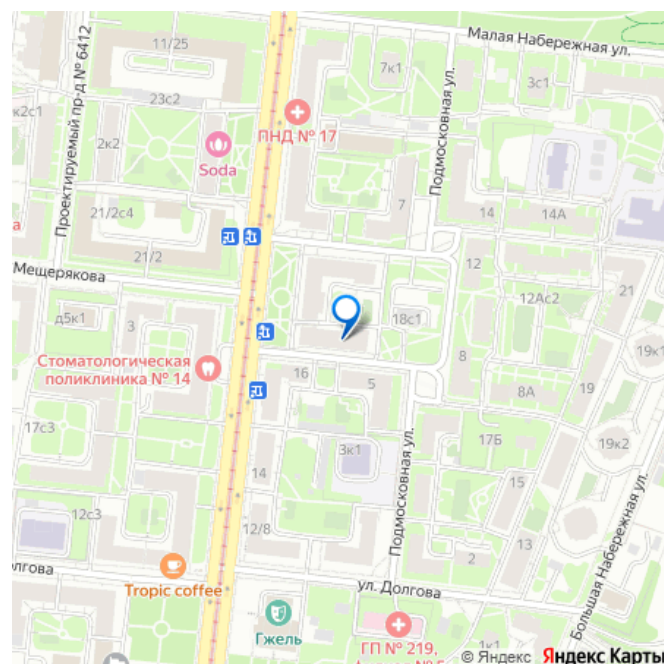 Малая Набережная ул.
11/25
Проектируемый пр-д № 6412
7к1
3с1
23с2
к2с1
ПНД № 17
2к2
Soda
Подмосковная ул.
7
21/2с4
14
14А
а
21/2
12
Мещерякова
21
12Ас2
18с1
д5к1
3
19к1
8
Стоматологическая
поликлиника № 14
16
5
8А
19
17с3
17Б
3к1
19к2
14
Подмосковная ул.
15
12с3
12/8
13
Большая Набережная ул.
2
олгова
Tropic coffee
ул. Долгова
Гжель
ГП № 219,
1к1
© Яндекс Яндекс Карты